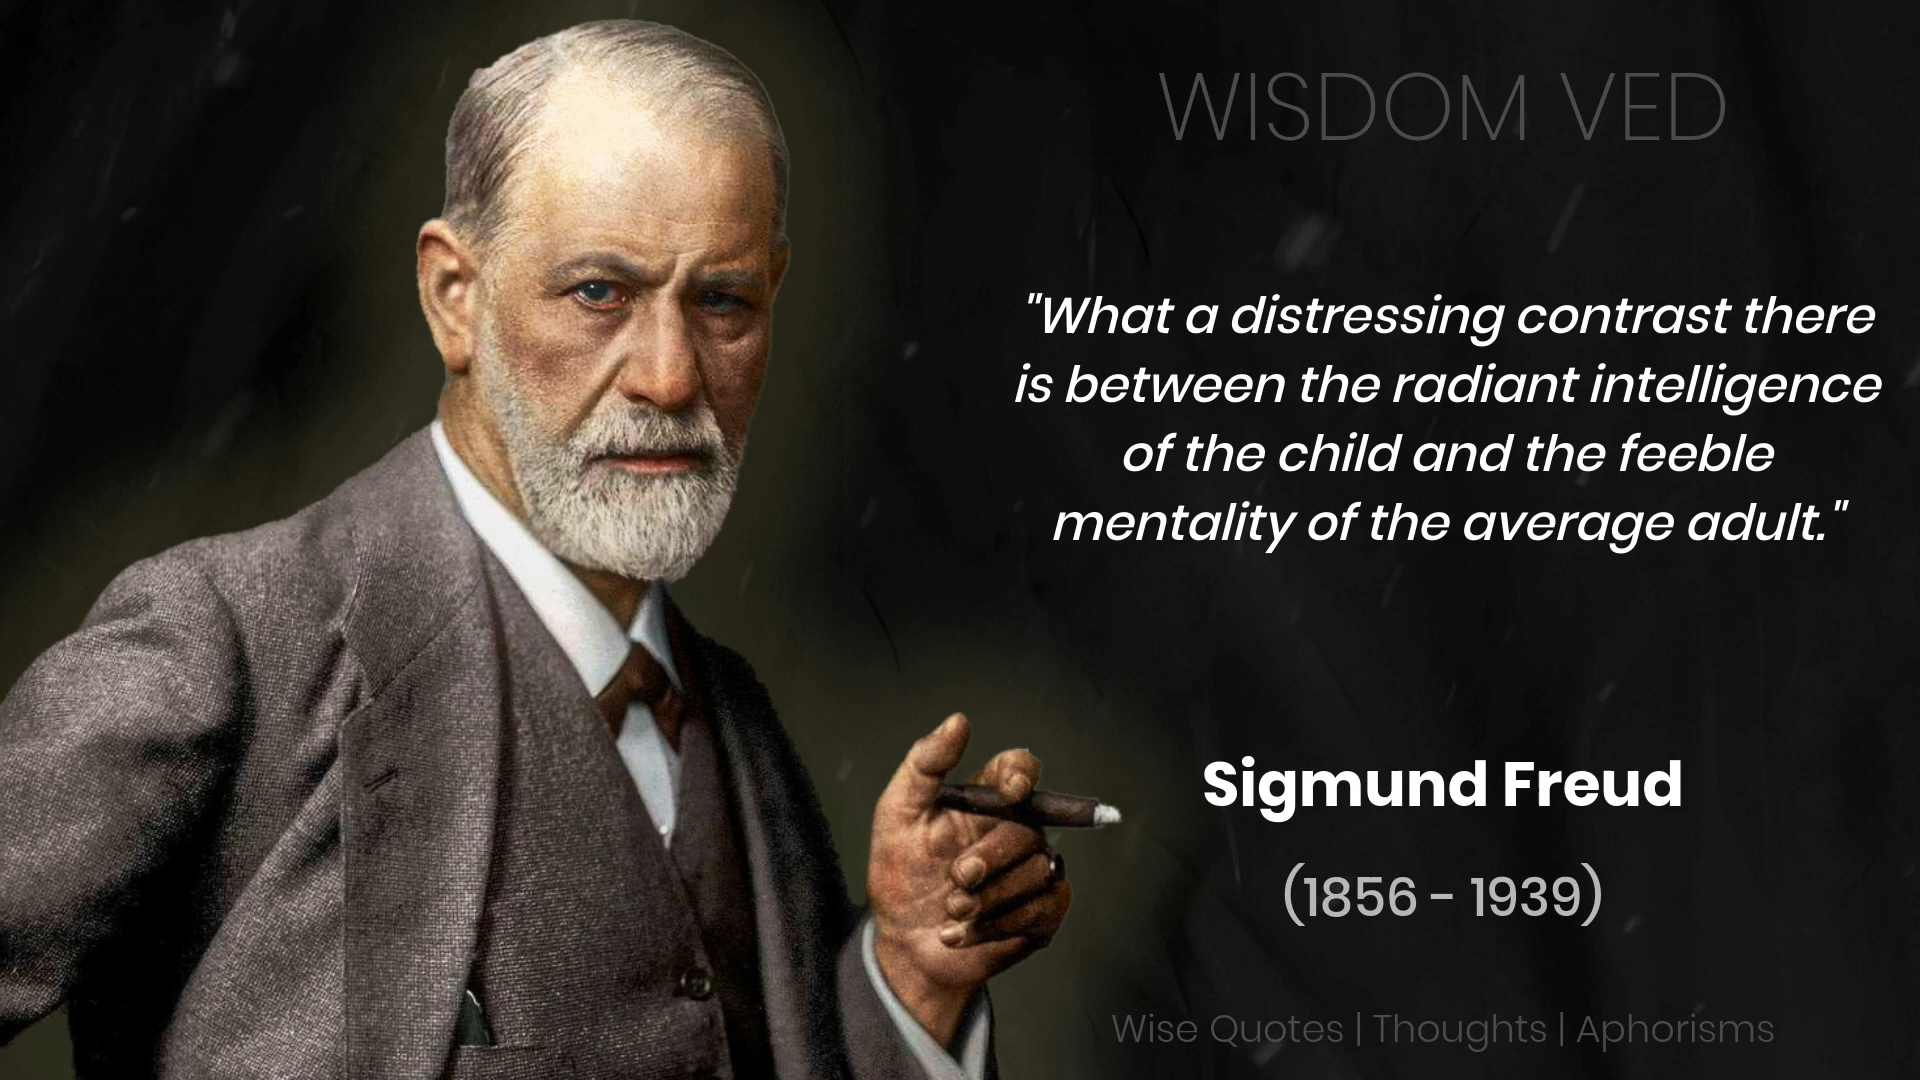 WISDOM VED
"What a distressing contrast there
is between the radiant intelligence
of the child and the feeble
mentality of the average adult."
Sigmund Freud
(1856 - 1939)
Wise Quotes | Thoughts | Aphorisms